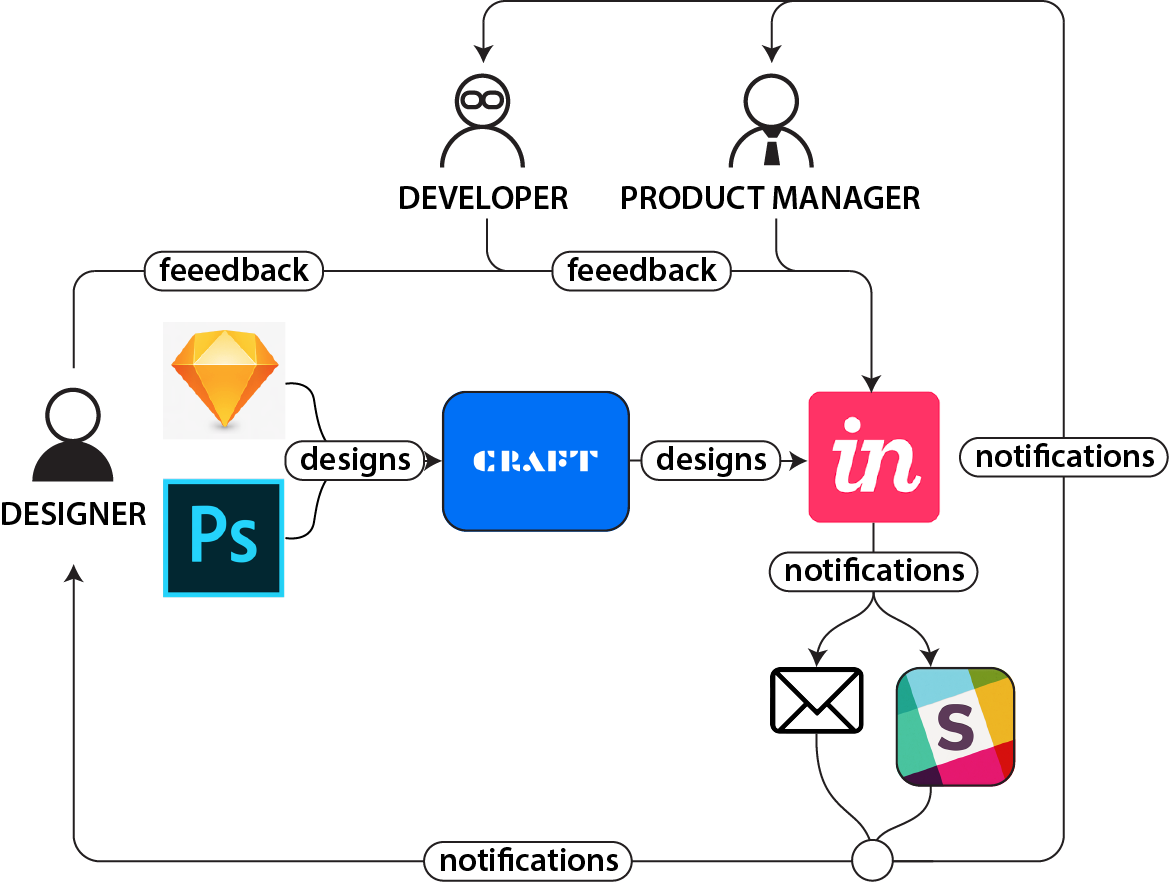 DEVELOPER
PRODUCT MANAGER
feeedback
feeedback
DESIGNER
Ps
designs
CRAFT
designs
in
notifications
notifications
S
notifications